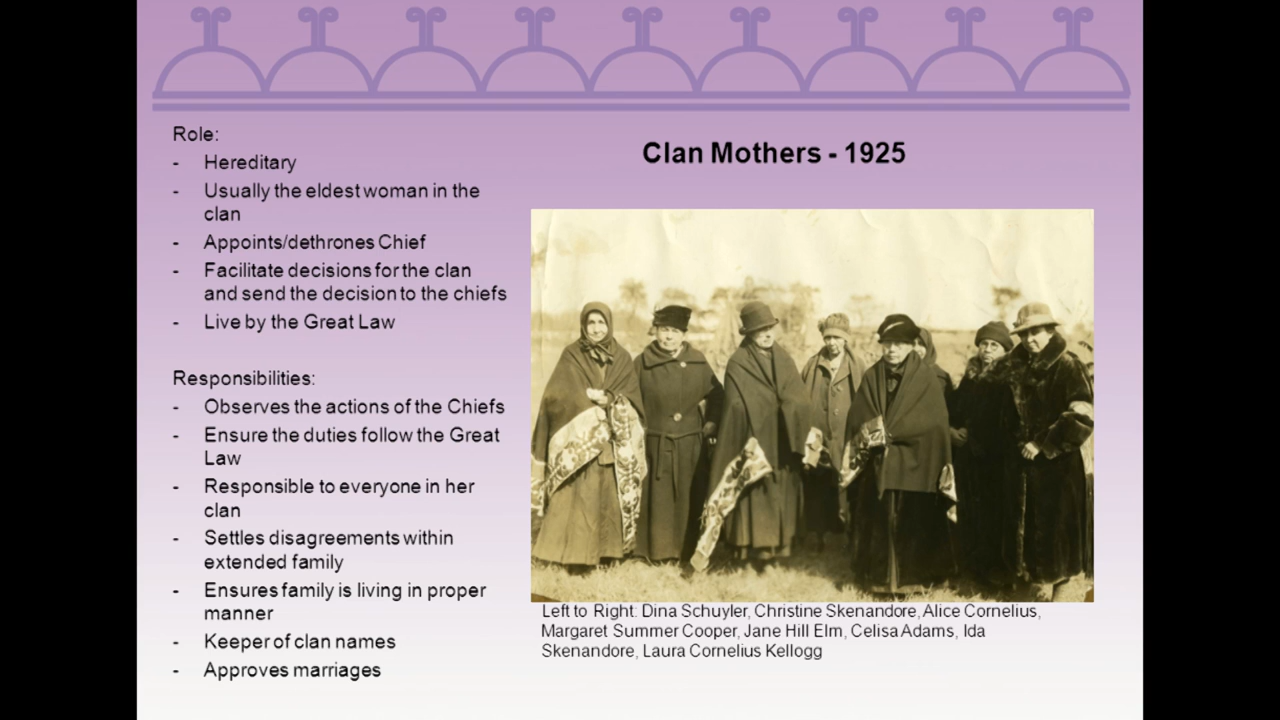 Role:
- Hereditary
- Usually the eldest woman in the
clan
- Appoints/dethrones Chief
- Facilitate decisions for the clan
and send the decision to the chiefs
- Live by the Great Law
Responsibilities:
- Observes the actions of the Chiefs
- Ensure the duties follow the Great
Law
- Responsible to everyone in her
clan
- Settles disagreements within
extended family
- Ensures family is living in proper
manner
- Keeper of clan names
- Approves marriages
Clan Mothers - 1925
Left to Right: Dina Schuyler, Christine Skenandore, Alice Cornelius,
Margaret Summer Cooper, Jane Hill Elm, Celisa Adams, Ida
Skenandore, Laura Cornelius Kellogg